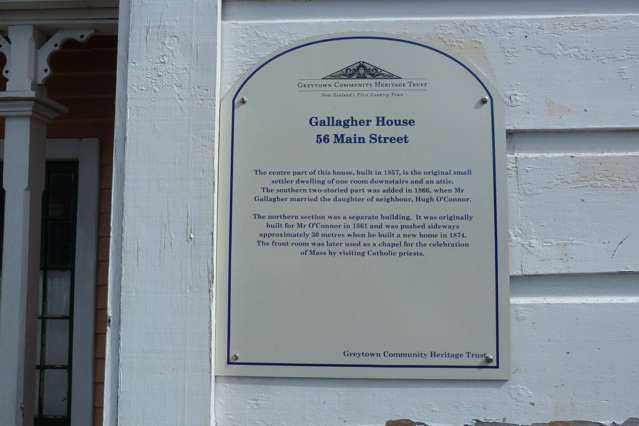 GREYTOWN COMMUNITY HERITAGE TRUST
New Zealand's First Country Town
Gallagher House
56 Main Street
The centre part of this house, built in 1857, is the original small
settler dwelling of one room downstairs and an attic.
The southern two-storied part was added in 1866, when Mr
Gallagher married the daughter of neighbour, Hugh O'Connor.
The northern section was a separate building. It was originally
built for Mr O'Connor in 1861 and was pushed sideways
approximately 30 metres when he built a new home in 1874.
The front room was later used as a chapel for the celebration
of Mass by visiting Catholic priests.
Greytown Community Heritage Trust